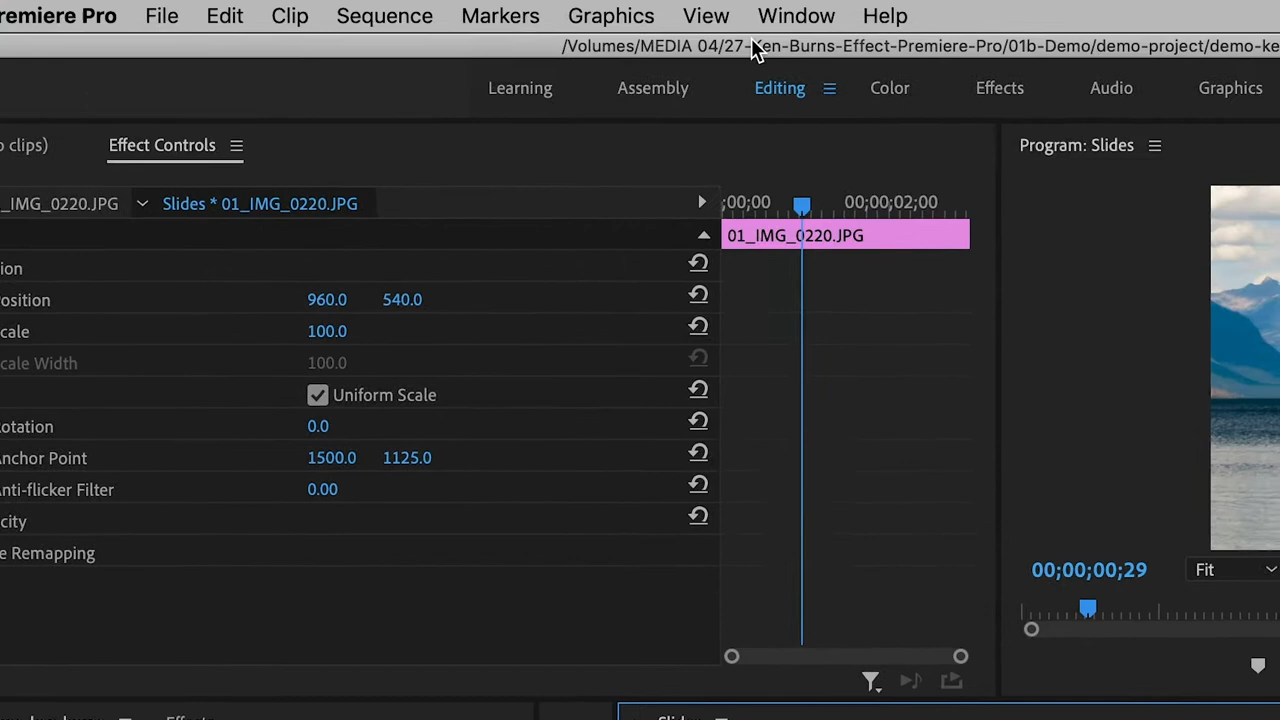 Premiere Pro File Edit Clip Sequence Markers Graphics View Window Help
/Volumes/MEDIA 04/27-Ken-Burns-Effect-Premiere-Pro/01b-Demo/demo-project/demo-ke
Learning Assembly Editing Color Effects Audio Graphics
o clips) Effect Controls Program: Slides
_IMG_0220.JPG Slides * 01_IMG_0220.JPG ;00;00 00;00;02;00
01_IMG_0220.JPG
ion
osition 960.0 540.0
cale 100.0
cale Width 100.0
Uniform Scale
otation 0.0
Anchor Point 1500.0 1125.0
Anti-flicker Filter 0.00
city
e Remapping
00;00;00;29 Fit